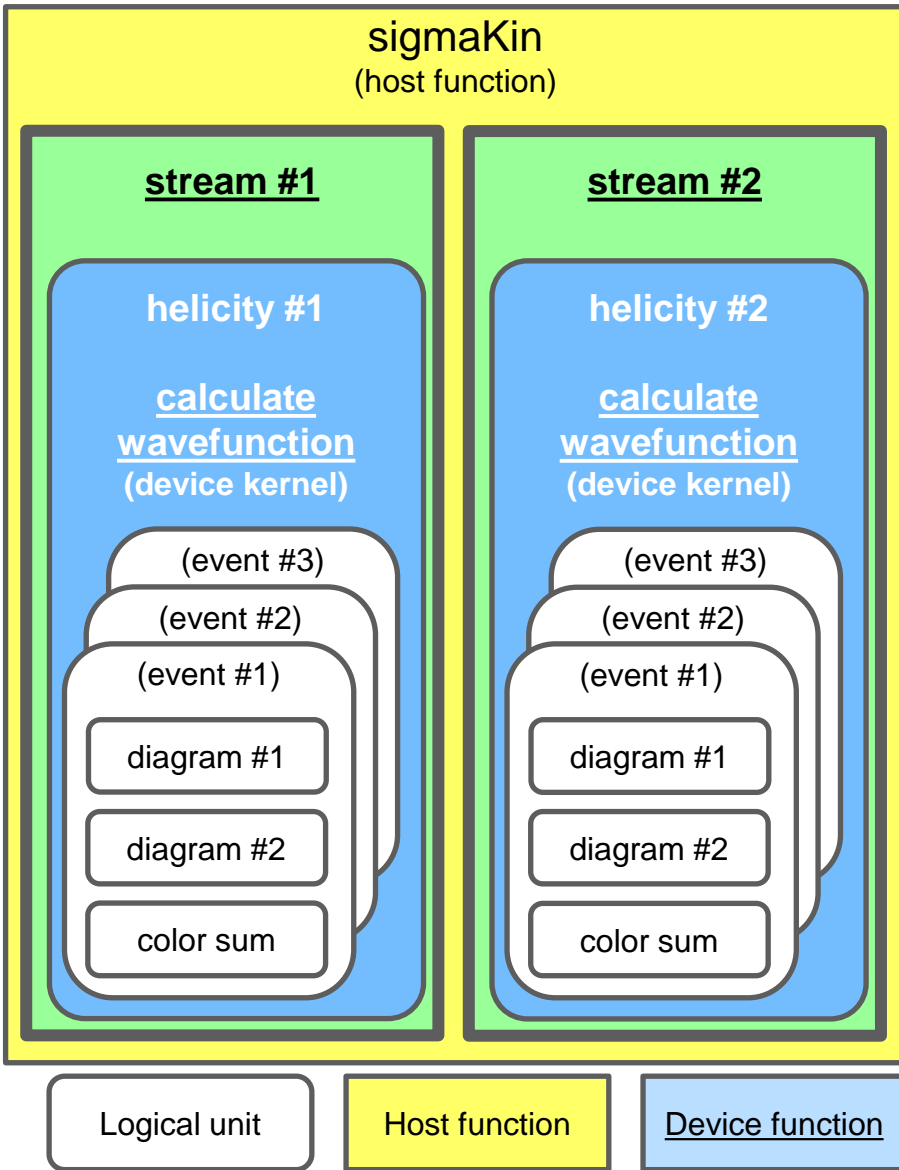 sigmaKin
(host function)
stream #1
helicity #1
calculate
wavefunction
(device kernel)
(event #3)
(event #2)
(event #1)
diagram #1
diagram #2
color sum
stream #2
helicity #2
calculate
wavefunction
(device kernel)
(event #3)
(event #2)
(event #1)
diagram #1
diagram #2
color sum
Logical unit
Host function
Device function